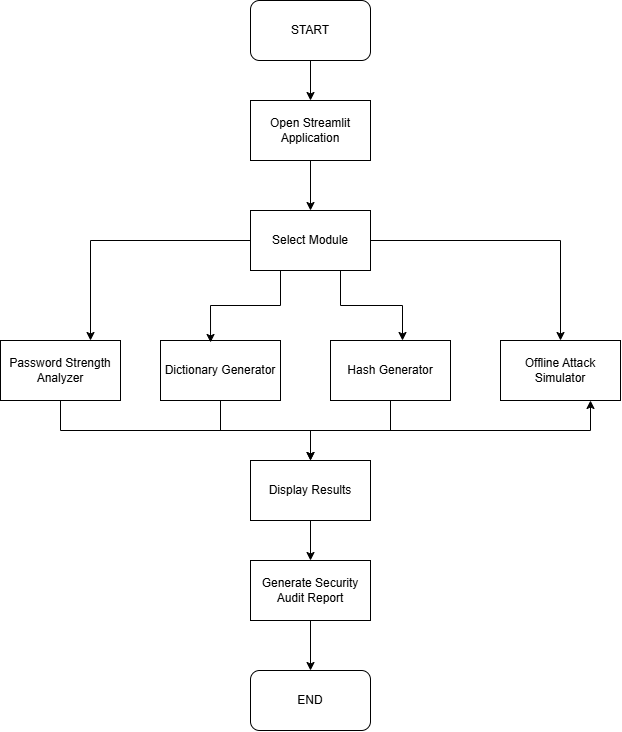 START
Open Streamlit
Application
Select Module
Password Strength
Analyzer
Dictionary Generator
Hash Generator
Offline Attack
Simulator
Display Results
Generate Security
Audit Report
END